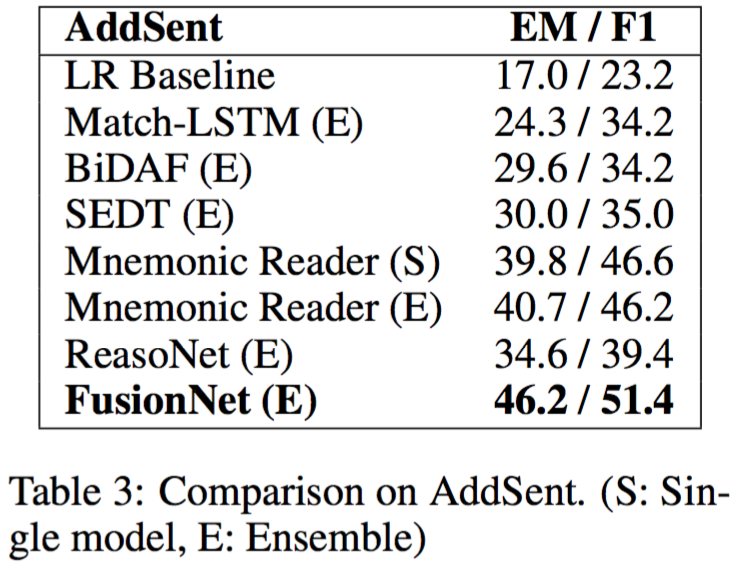 AddSent EM / F1
LR Baseline 17.0 / 23.2
Match-LSTM (E) 24.3 / 34.2
BiDAF (E) 29.6 / 34.2
SEDT (E) 30.0 / 35.0
Mnemonic Reader (S) 39.8 / 46.6
Mnemonic Reader (E) 40.7 / 46.2
ReasoNet (E) 34.6 / 39.4
FusionNet (E) 46.2 / 51.4
Table 3: Comparison on AddSent. (S: Sin-
gle model, E: Ensemble)